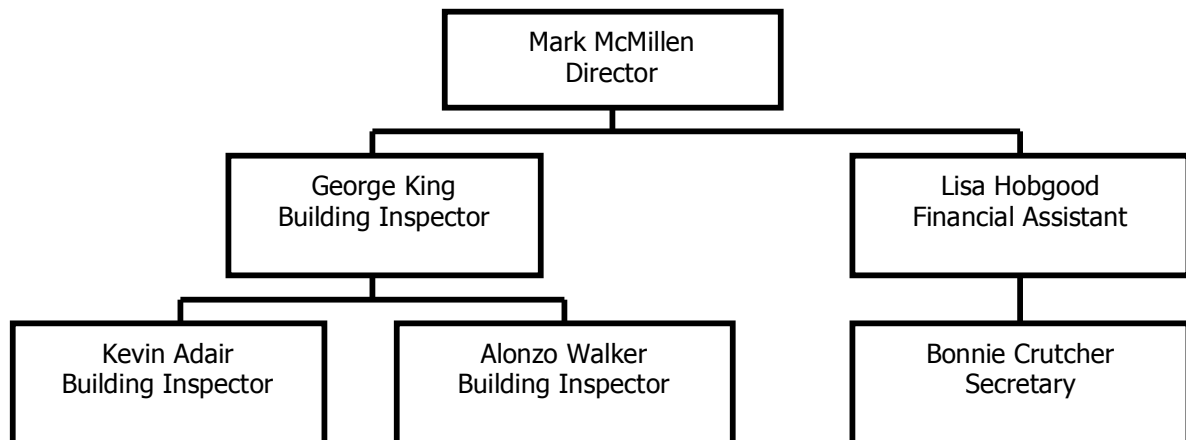 Mark McMillen
Director
George King
Building Inspector
Lisa Hobgood
Financial Assistant
Kevin Adair
Building Inspector
Alonzo Walker
Building Inspector
Bonnie Crutcher
Secretary